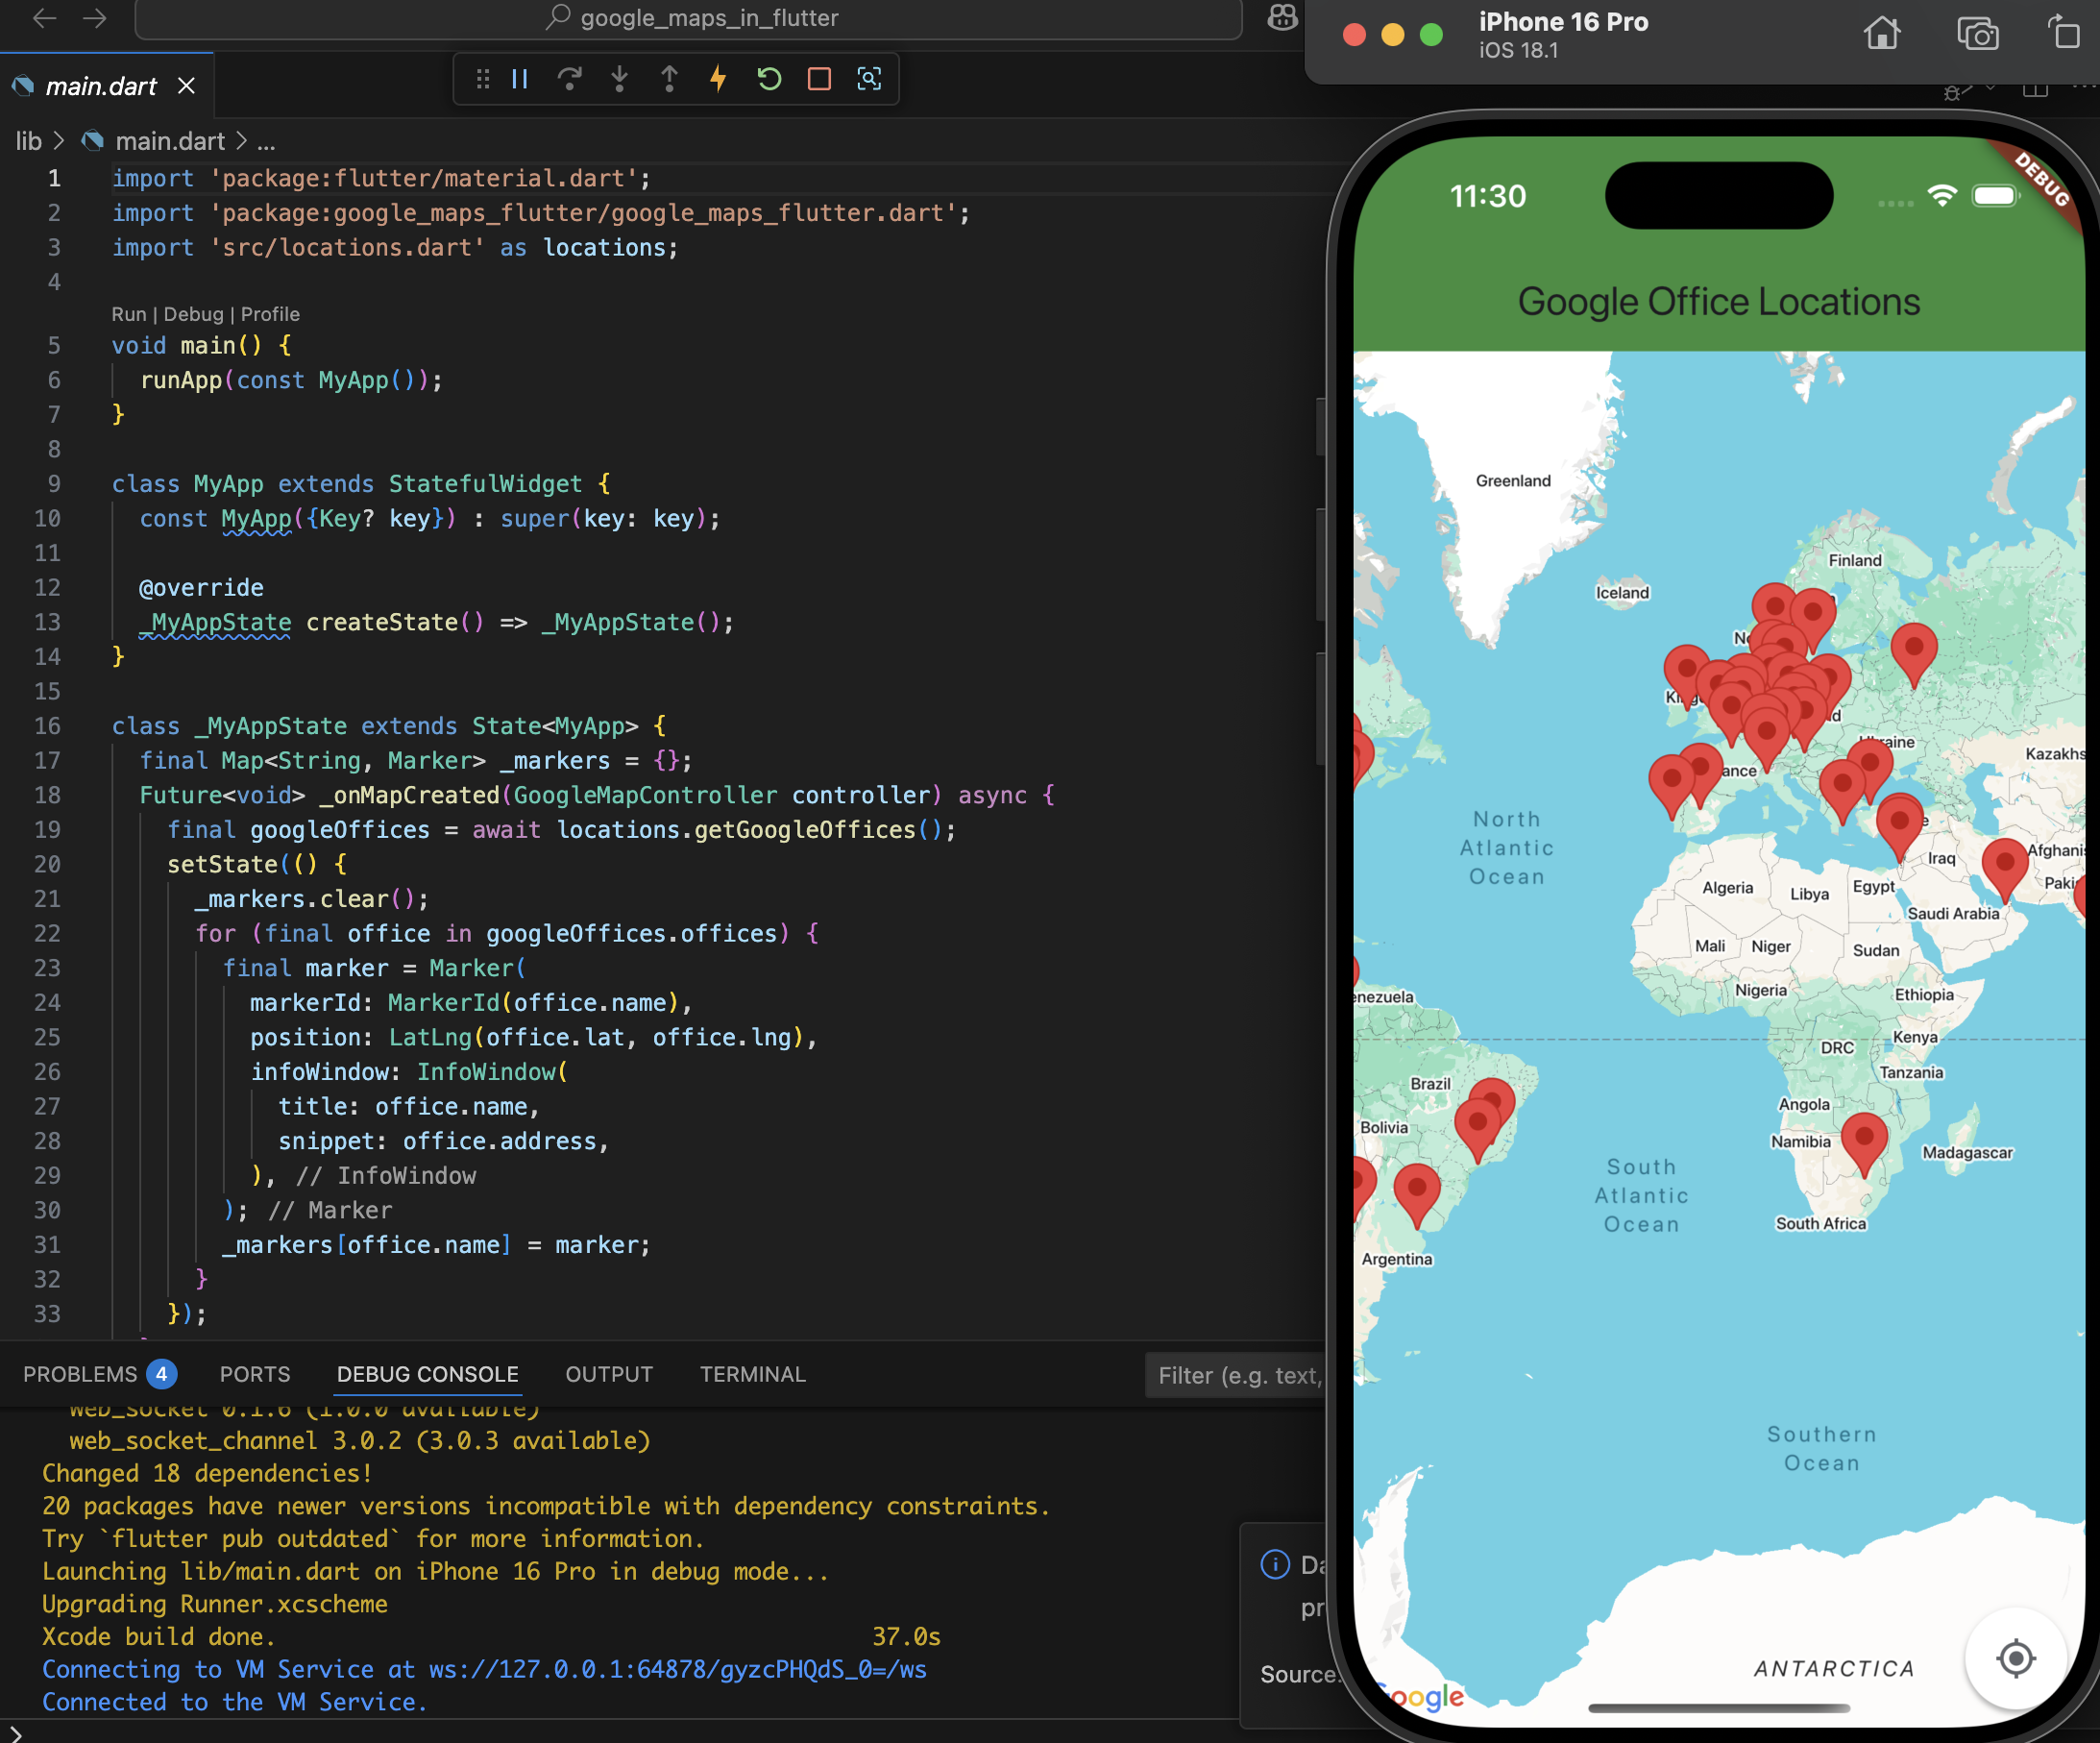 google_maps_in_flutter
main.dart
lib > main.dart > ...
1 import 'package:flutter/material.dart';
2 import 'package:google_maps_flutter/google_maps_flutter.dart';
3 import 'src/locations.dart' as locations;
4
Run | Debug | Profile
5 void main() {
6 runApp(const MyApp());
7 }
8
9 class MyApp extends StatefulWidget {
10 const MyApp({Key? key}) : super(key: key);
11
12 @override
13 _MyAppState createState() => _MyAppState();
14 }
15
16 class _MyAppState extends State<MyApp> {
17 final Map<String, Marker> _markers = {};
18 Future<void> _onMapCreated(GoogleMapController controller) async {
19 final googleOffices = await locations.getGoogleOffices();
20 setState(() {
21 _markers.clear();
22 for (final office in googleOffices.offices) {
23 final marker = Marker(
24 markerId: MarkerId(office.name),
25 position: LatLng(office.lat, office.lng),
26 infoWindow: InfoWindow(
27 title: office.name,
28 snippet: office.address,
29 ), // InfoWindow
30 ); // Marker
31 _markers[office.name] = marker;
32 }
33 });
PROBLEMS 4 PORTS DEBUG CONSOLE OUTPUT TERMINAL
Filter (e.g. text,
web_socket 0.1.6 (1.0.0 available)
web_socket_channel 3.0.2 (3.0.3 available)
Changed 18 dependencies!
20 packages have newer versions incompatible with dependency constraints.
Try `flutter pub outdated` for more information.
Launching lib/main.dart on iPhone 16 Pro in debug mode...
Upgrading Runner.xcscheme
Xcode build done. 37.0s
Connecting to VM Service at ws://127.0.0.1:64878/gyzcPHQdS_0=/ws
Connected to the VM Service.
>
Da
pr
Source:
iPhone 16 Pro
iOS 18.1
11:30
DEBUG
Google Office Locations
Greenland
Finland
Iceland
Kazakhs
North
Atlantic
Ocean
Iraq
Afghanis
Algeria
Libya
Egypt
Paki
Saudi Arabia
Mali
Niger
Sudan
Nigeria
Ethiopia
enezuela
Kenya
DRC
Tanzania
Brazil
Angola
Bolivia
Namibia
Madagascar
South
Atlantic
Ocean
South Africa
Argentina
Southern
Ocean
ANTARCTICA
Google